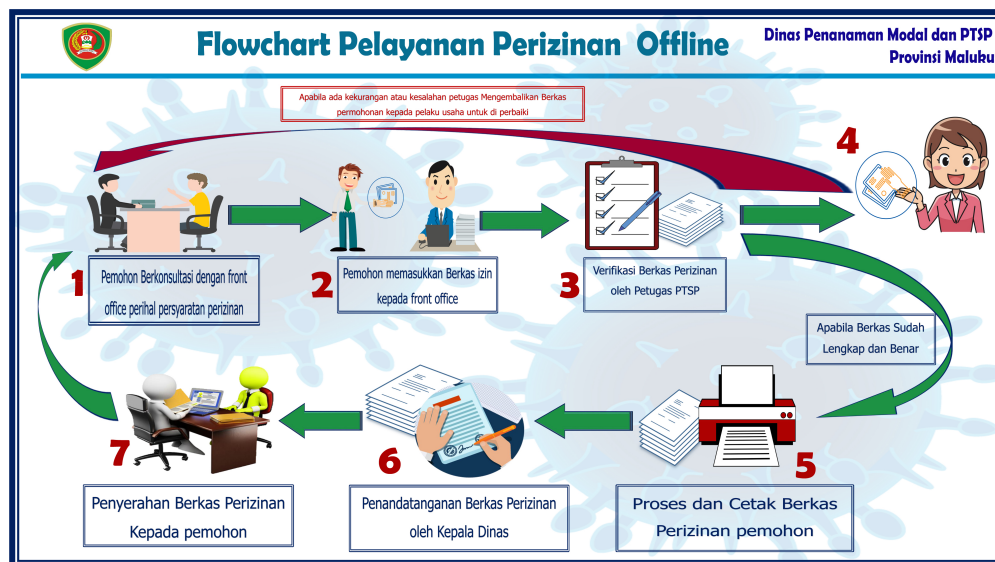 Flowchart Pelayanan Perizinan Offline
Dinas Penanaman Modal dan PTSP
Provinsi Maluku
Apabila ada kekurangan atau kesalahan petugas Mengembalikan Berkas
permohonan kepada pelaku usaha untuk di perbaiki
1
Pemohon Berkonsultasi dengan front
office perihal persyaratan perizinan
2
Pemohon memasukkan Berkas izin
kepada front office
3
Verifikasi Berkas Perizinan
oleh Petugas PTSP
4
Apabila Berkas Sudah
Lengkap dan Benar
5
Proses dan Cetak Berkas
Perizinan pemohon
6
Penandatanganan Berkas Perizinan
oleh Kepala Dinas
7
Penyerahan Berkas Perizinan
Kepada pemohon